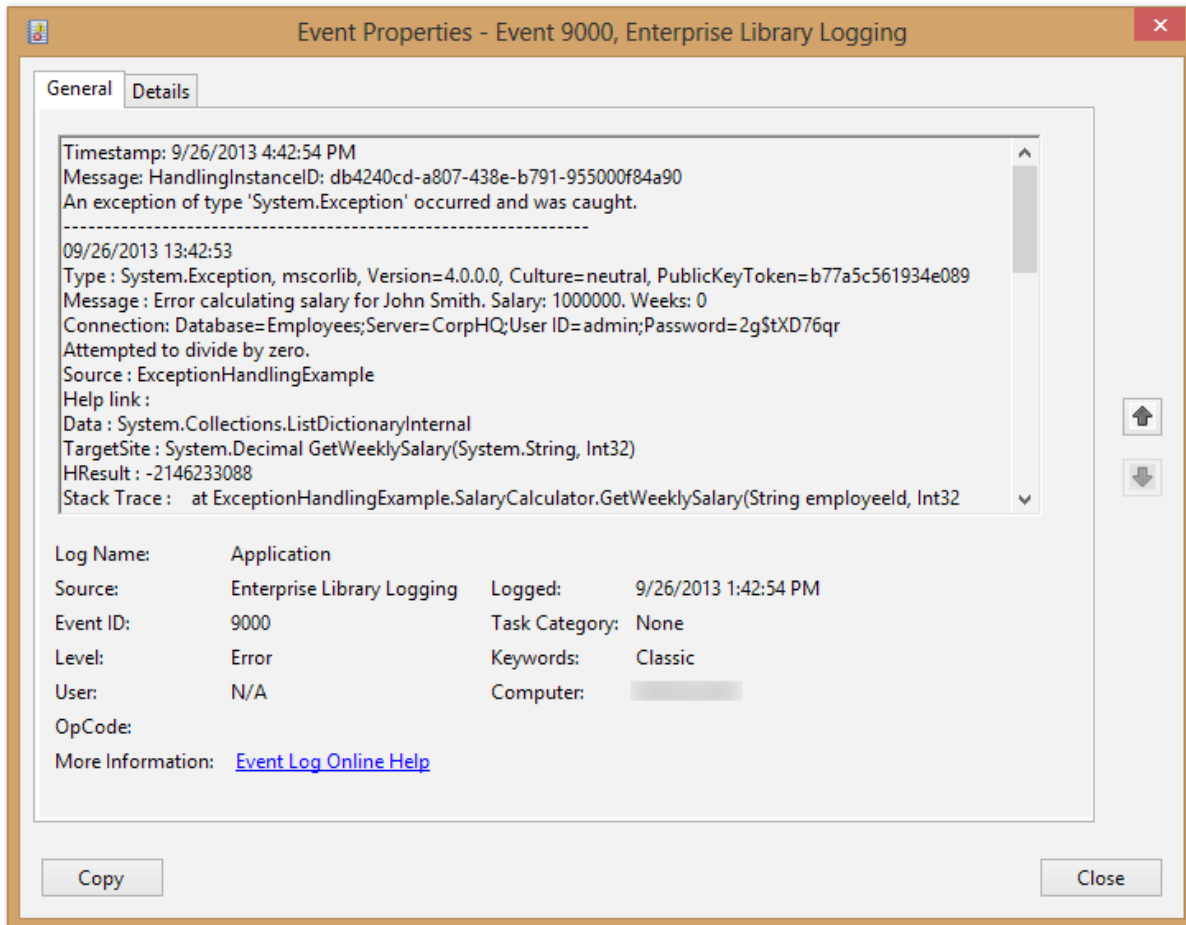 Event Properties - Event 9000, Enterprise Library Logging
General Details
Timestamp: 9/26/2013 4:42:54 PM
Message: HandlingInstanceID: db4240cd-a807-438e-b791-955000f84a90
An exception of type 'System.Exception' occurred and was caught.
---------------------------------------------------------------
09/26/2013 13:42:53
Type : System.Exception, mscorlib, Version=4.0.0.0, Culture=neutral, PublicKeyToken=b77a5c561934e089
Message : Error calculating salary for John Smith. Salary: 1000000. Weeks: 0
Connection: Database=Employees;Server=CorpHQ;User ID=admin;Password=2g$tXD76qr
Attempted to divide by zero.
Source : ExceptionHandlingExample
Help link :
Data : System.Collections.ListDictionaryInternal
TargetSite : System.Decimal GetWeeklySalary(System.String, Int32)
HResult : -2146233088
Stack Trace :    at ExceptionHandlingExample.SalaryCalculator.GetWeeklySalary(String employeeId, Int32
Log Name: Application
Source: Enterprise Library Logging Logged: 9/26/2013 1:42:54 PM
Event ID: 9000 Task Category: None
Level: Error Keywords: Classic
User: N/A Computer:
OpCode:
More Information: Event Log Online Help
Copy Close